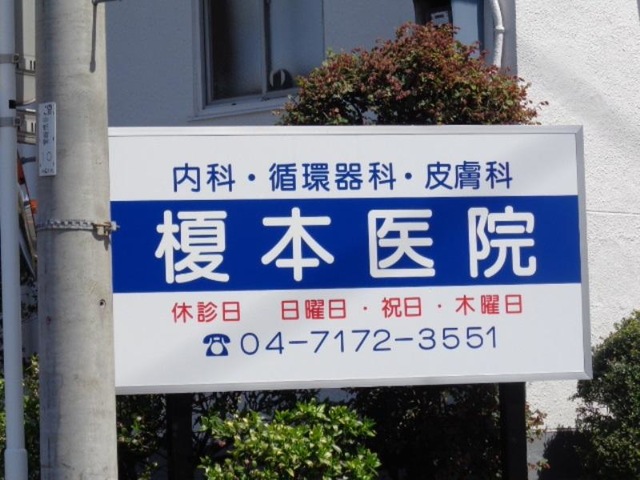 内科・循環器科・皮膚科
榎本医院
休診日 日曜日・祝日・木曜日
☎04-7172-3551